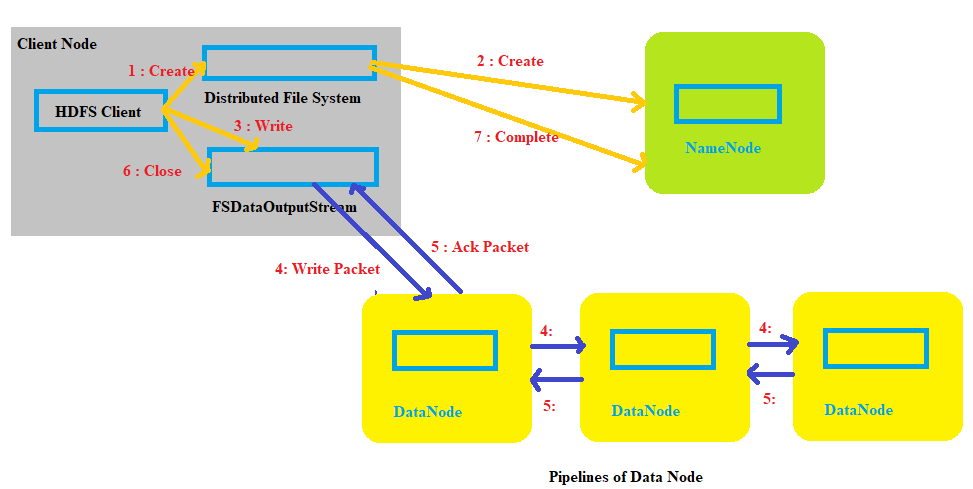 Client Node
1 : Create
2 : Create
Distributed File System
HDFS Client
3 : Write
7 : Complete
NameNode
6 : Close
FSDataOutputStream
5 : Ack Packet
4: Write Packet
4:
4:
5:
5:
DataNode
DataNode
DataNode
Pipelines of Data Node